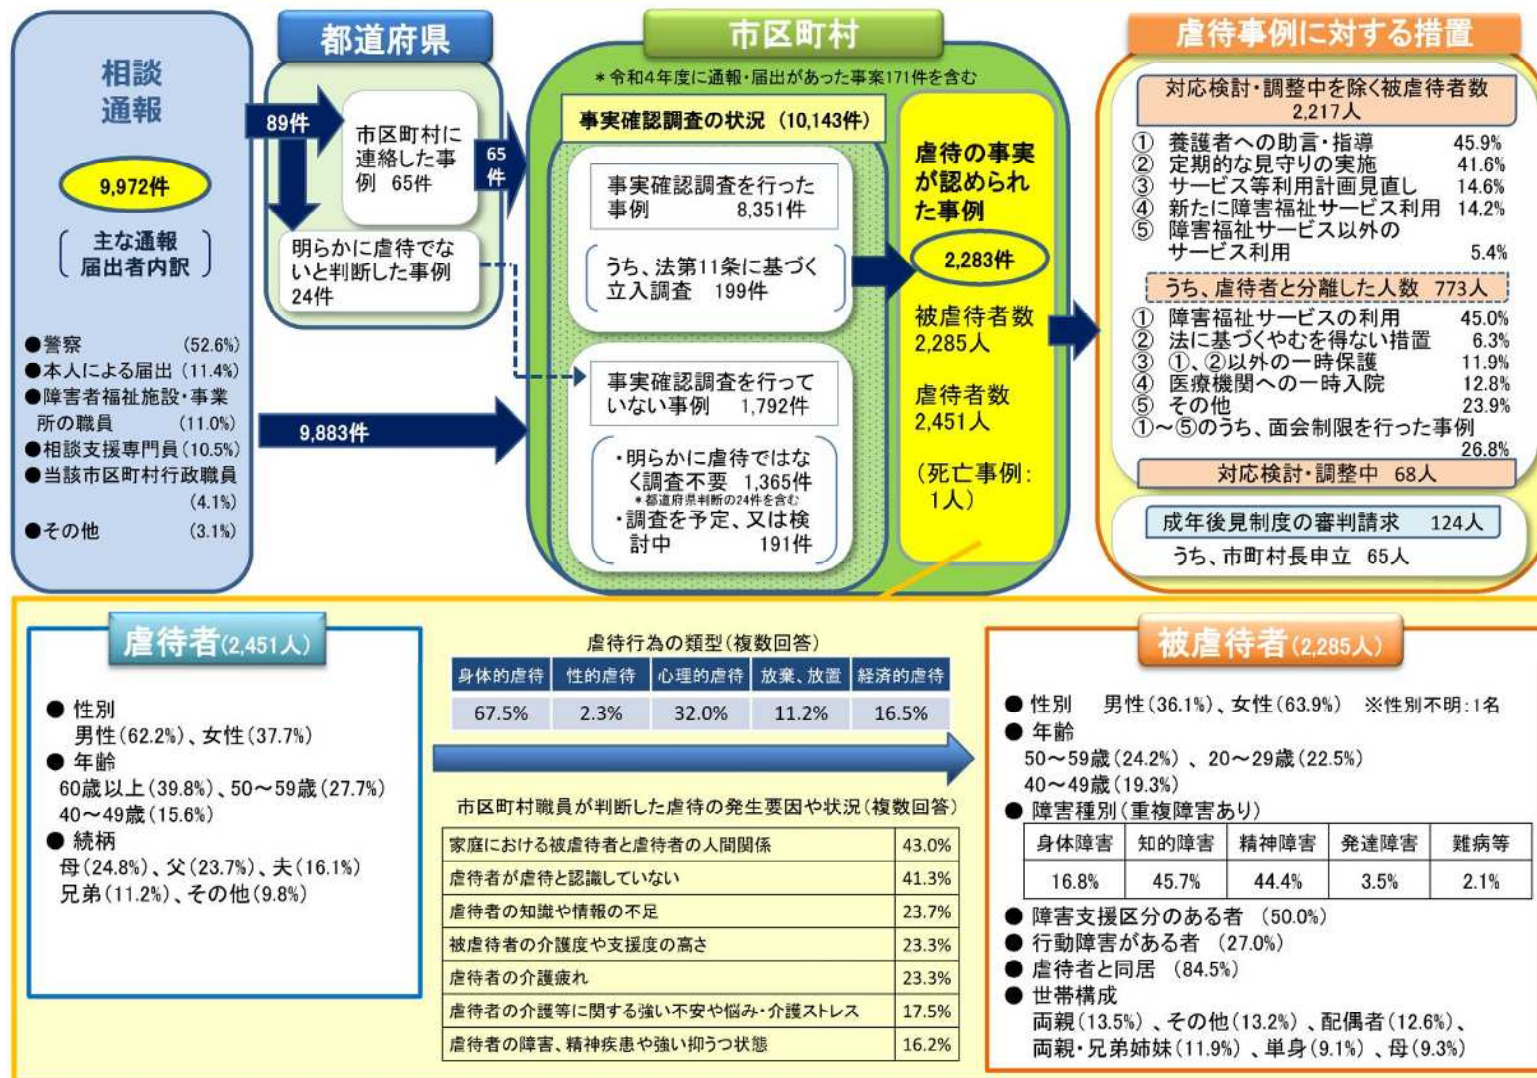 相談
通報
9,972件
主な通報
届出者内訳
●警察 (52.6%)
●本人による届出 (11.4%)
●障害者福祉施設・事業
所の職員 (11.0%)
●相談支援専門員(10.5%)
●当該市区町村行政職員
(4.1%)
●その他 (3.1%)
都道府県
89件
市区町村に
連絡した事
例 65件
65
件
明らかに虐待でな
いと判断した事例
24件
9,883件
市区町村
*令和4年度に通報・届出があった事案171件を含む
事実確認調査の状況 (10,143件)
事実確認調査を行った
事例 8,351件
うち、法第11条に基づく
立入調査 199件
事実確認調査を行って
いない事例 1,792件
・明らかに虐待ではな
く調査不要 1,365件
*都道府県判断の24件を含む
・調査を予定、又は検
討中 191件
虐待の事実
が認められ
た事例
2,283件
被虐待者数
2,285人
虐待者数
2,451人
(死亡事例:
1人)
虐待事例に対する措置
対応検討・調整中を除く被虐待者数
2,217人
① 養護者への助言・指導 45.9%
② 定期的な見守りの実施 41.6%
③ サービス等利用計画見直し 14.6%
④ 新たに障害福祉サービス利用 14.2%
⑤ 障害福祉サービス以外の
サービス利用 5.4%
うち、虐待者と分離した人数 773人
① 障害福祉サービスの利用 45.0%
② 法に基づくやむを得ない措置 6.3%
③ ①、②以外の一時保護 11.9%
④ 医療機関への一時入院 12.8%
⑤ その他 23.9%
①～⑤のうち、面会制限を行った事例
26.8%
対応検討・調整中 68人
成年後見制度の審判請求 124人
うち、市町村長申立 65人
虐待者(2,451人)
● 性別
男性(62.2%)、女性(37.7%)
● 年齢
60歳以上(39.8%)、50～59歳(27.7%)
40～49歳(15.6%)
● 続柄
母(24.8%)、父(23.7%)、夫(16.1%)
兄弟(11.2%)、その他(9.8%)
虐待行為の類型(複数回答)
身体的虐待 性的虐待 心理的虐待 放棄、放置 経済的虐待
67.5% 2.3% 32.0% 11.2% 16.5%
市区町村職員が判断した虐待の発生要因や状況(複数回答)
家庭における被虐待者と虐待者の人間関係 43.0%
虐待者が虐待と認識していない 41.3%
虐待者の知識や情報の不足 23.7%
被虐待者の介護度や支援度の高さ 23.3%
虐待者の介護疲れ 23.3%
虐待者の介護等に関する強い不安や悩み・介護ストレス 17.5%
虐待者の障害、精神疾患や強い抑うつ状態 16.2%
被虐待者(2,285人)
● 性別 男性(36.1%)、女性(63.9%) ※性別不明:1名
● 年齢
50～59歳(24.2%) 、20～29歳(22.5%)
40～49歳(19.3%)
● 障害種別(重複障害あり)
身体障害 知的障害 精神障害 発達障害 難病等
16.8% 45.7% 44.4% 3.5% 2.1%
● 障害支援区分のある者 (50.0%)
● 行動障害がある者 (27.0%)
● 虐待者と同居 (84.5%)
● 世帯構成
両親(13.5%) 、その他(13.2%) 、配偶者(12.6%)、
両親・兄弟姉妹(11.9%) 、単身(9.1%) 、母(9.3%)